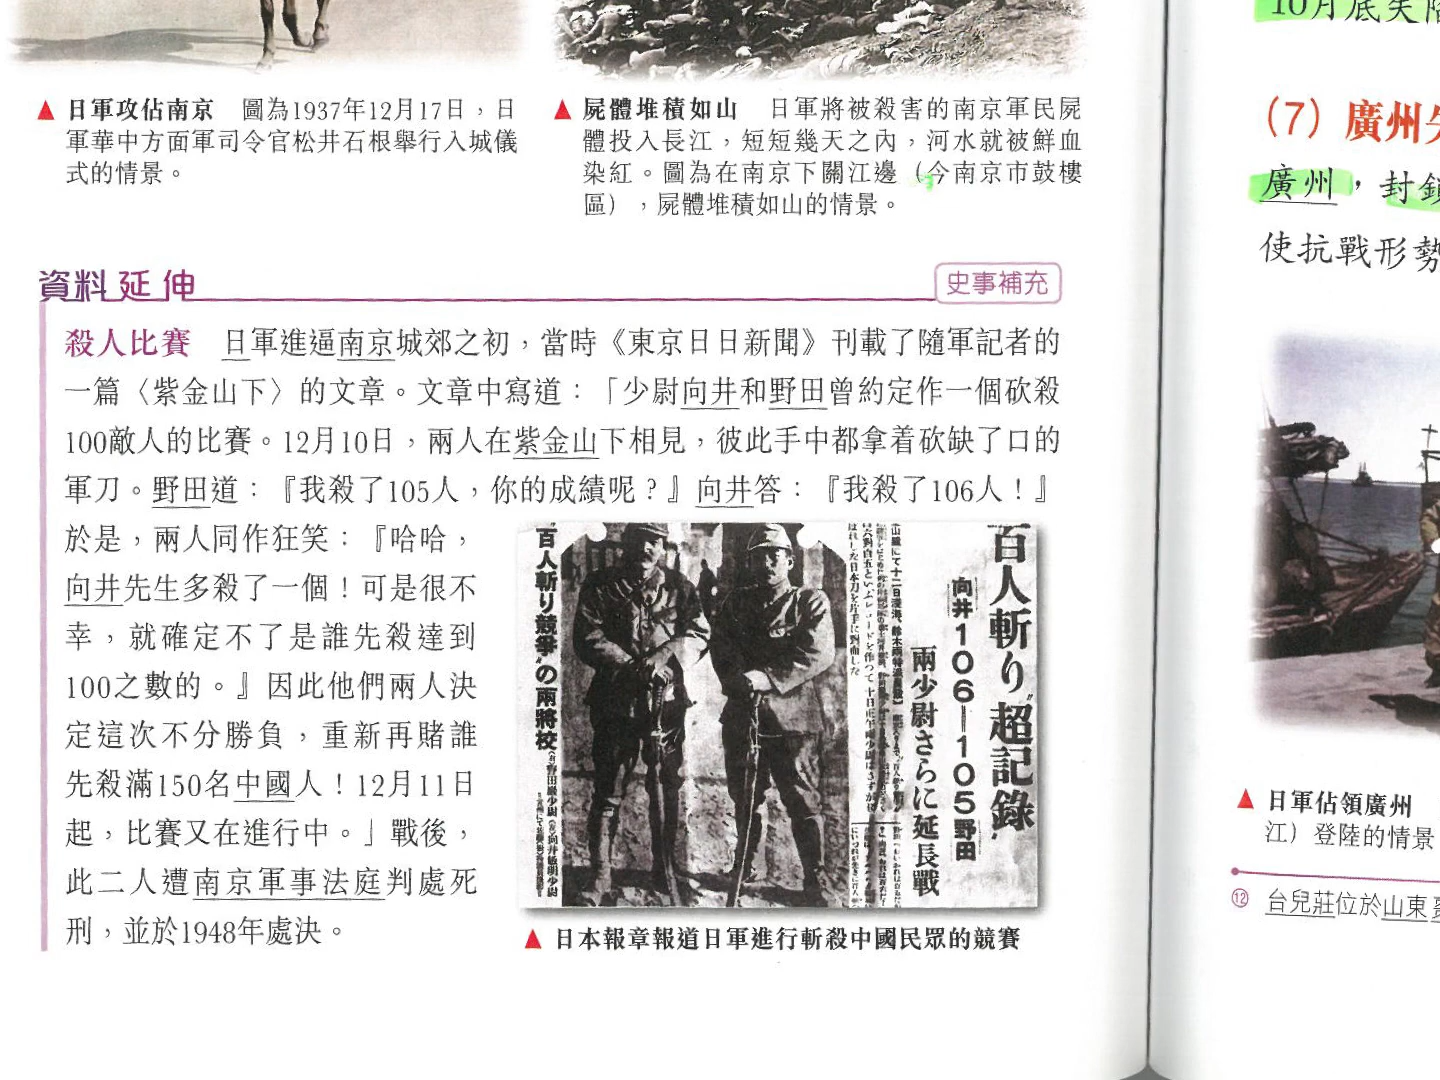 ▲ 日軍攻佔南京　圖為1937年12月17日，日
軍華中方面軍司令官松井石根舉行入城儀
式的情景。
▲ 屍體堆積如山　日軍將被殺害的南京軍民屍
體投入長江，短短幾天之內，河水就被鮮血
染紅。圖為在南京下關江邊（今南京市鼓樓
區），屍體堆積如山的情景。
資料延伸
史事補充
殺人比賽　日軍進逼南京城郊之初，當時《東京日日新聞》刊載了隨軍記者的
一篇〈紫金山下〉的文章。文章中寫道：「少尉向井和野田曾約定作一個砍殺
100敵人的比賽。12月10日，兩人在紫金山下相見，彼此手中都拿着砍缺了口的
軍刀。野田道：『我殺了105人，你的成績呢？』向井答：『我殺了106人！』
於是，兩人同作狂笑：『哈哈，
向井先生多殺了一個！可是很不
幸，就確定不了是誰先殺達到
100之數的。』因此他們兩人決
定這次不分勝負，重新再賭誰
先殺滿150名中國人！12月11日
起，比賽又在進行中。」戰後，
此二人遭南京軍事法庭判處死
刑，並於1948年處決。
百人斬り“超記錄”
向井106—105野田
兩少尉さらに延長戰
“百人斬り競爭”の兩將校
▲ 日本報章報道日軍進行斬殺中國民眾的競賽
10月底
(7) 廣州
廣州，封鎖
使抗戰形勢
▲ 日軍佔領廣州
江）登陸的情景
⑫ 台兒莊位於山東